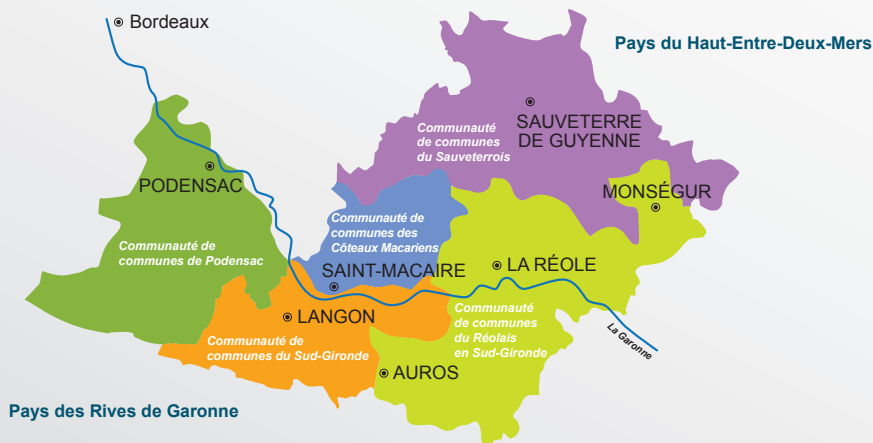 Bordeaux
Pays du Haut-Entre-Deux-Mers
SAUVETERRE
DE GUYENNE
Communauté
de communes
du Sauveterrois
PODENSAC
MONSÉGUR
Communauté de
communes des
Côteaux Macariens
Communauté de
communes de Podensac
SAINT-MACAIRE
LA RÉOLE
LANGON
Communauté
de communes
du Réolais
en Sud-Gironde
La Garonne
Communauté de
communes du Sud-Gironde
AUROS
Pays des Rives de Garonne